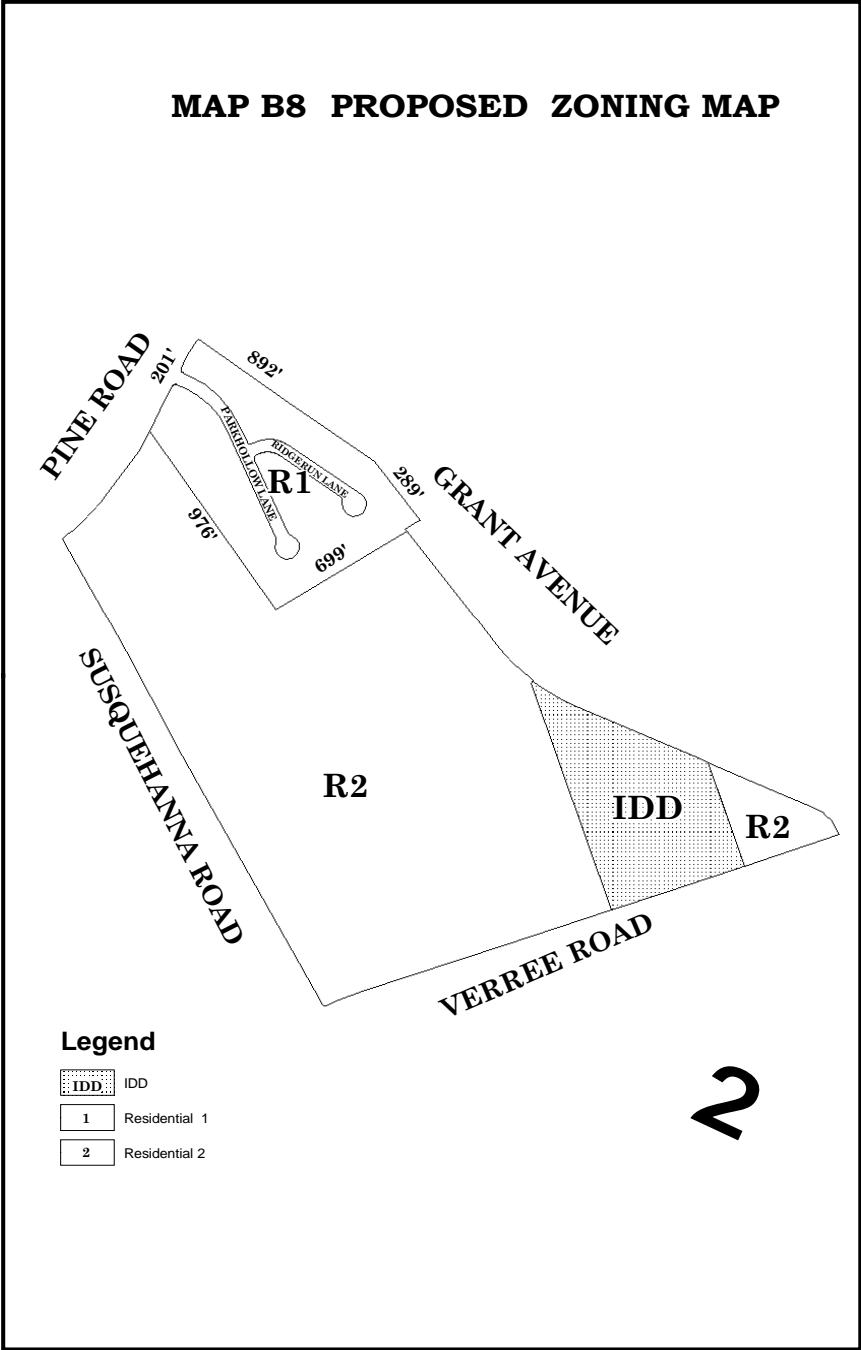 MAP B8 PROPOSED ZONING MAP
PINE ROAD
201'
892'
PARKHOLLOW LANE
RIDGERUN LANE
R1
289'
GRANT AVENUE
976'
699'
SUSQUEHANNA ROAD
R2
IDD
R2
VERREE ROAD
Legend
IDD IDD
1 Residential 1
2 Residential 2
2